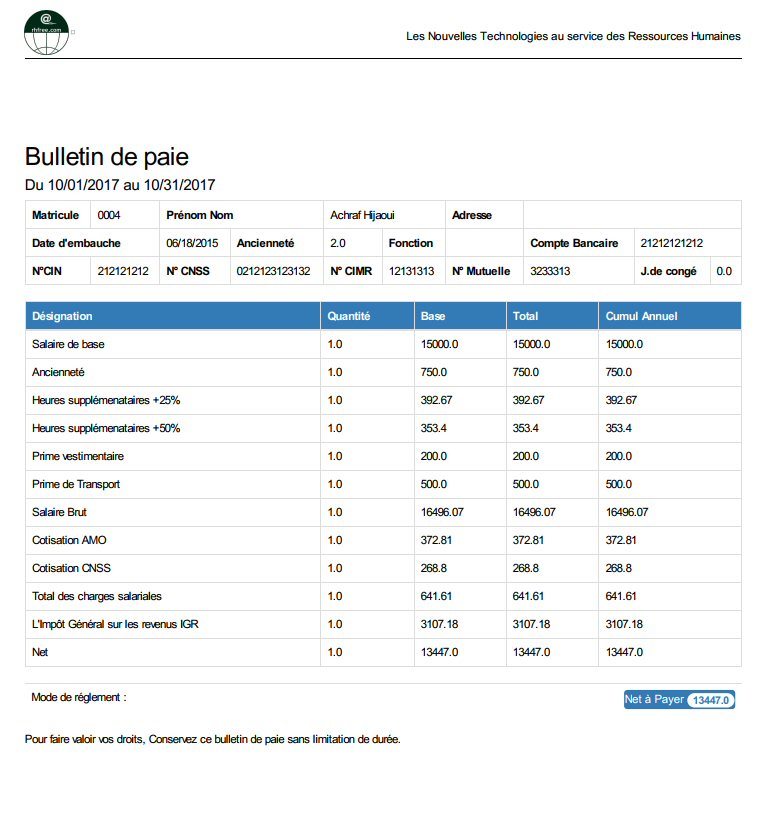 @
rhfree.com
Les Nouvelles Technologies au service des Ressources Humaines
Bulletin de paie
Du 10/01/2017 au 10/31/2017
Matricule 0004 Prénom Nom Achraf Hijaoui Adresse
Date d'embauche 06/18/2015 Ancienneté 2.0 Fonction Compte Bancaire 21212121212
N°CIN 212121212 N° CNSS 0212123123132 N° CIMR 12131313 N° Mutuelle 3233313 J.de congé 0.0
Désignation Quantité Base Total Cumul Annuel
Salaire de base 1.0 15000.0 15000.0 15000.0
Ancienneté 1.0 750.0 750.0 750.0
Heures supplémenataires +25% 1.0 392.67 392.67 392.67
Heures supplémenataires +50% 1.0 353.4 353.4 353.4
Prime vestimentaire 1.0 200.0 200.0 200.0
Prime de Transport 1.0 500.0 500.0 500.0
Salaire Brut 1.0 16496.07 16496.07 16496.07
Cotisation AMO 1.0 372.81 372.81 372.81
Cotisation CNSS 1.0 268.8 268.8 268.8
Total des charges salariales 1.0 641.61 641.61 641.61
L'Impôt Général sur les revenus IGR 1.0 3107.18 3107.18 3107.18
Net 1.0 13447.0 13447.0 13447.0
Mode de réglement : Net à Payer 13447.0
Pour faire valoir vos droits, Conservez ce bulletin de paie sans limitation de durée.